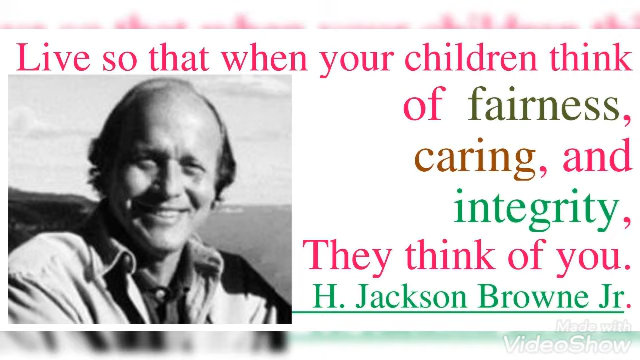 Live so that when your children think
of fairness,
caring, and
integrity,
They think of you.
H. Jackson Browne Jr.
Made with
VideoShow